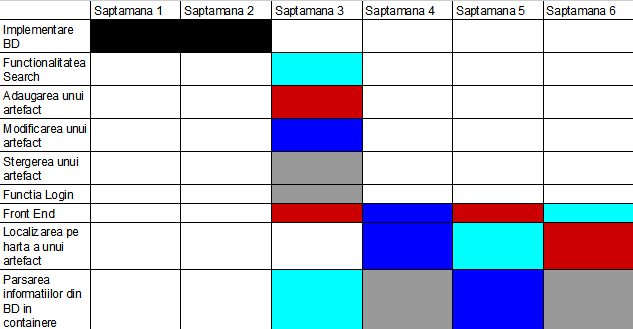 Saptamana 1 Saptamana 2 Saptamana 3 Saptamana 4 Saptamana 5 Saptamana 6
Implementare
BD
Functionalitatea
Search
Adaugarea unui
artefact
Modificarea unui
artefact
Stergerea unui
artefact
Functia Login
Front End
Localizarea pe
harta a unui
artefact
Parsarea
informatiilor din
BD in
containere